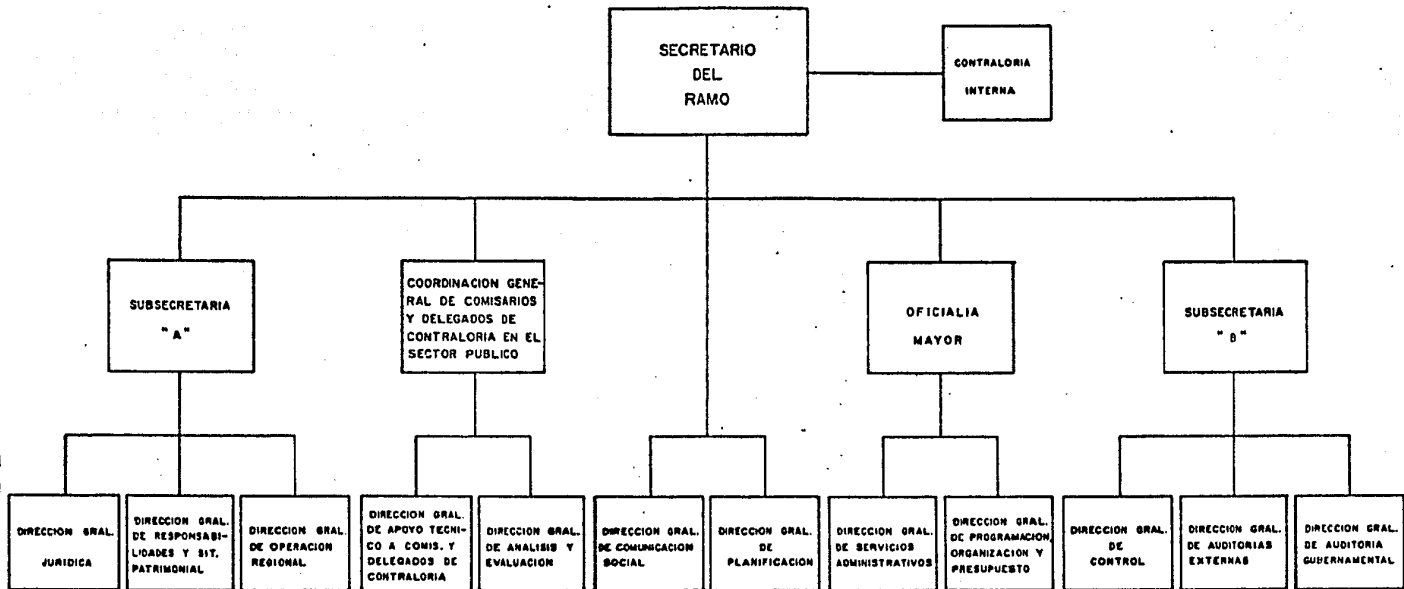 SECRETARIO
DEL
RAMO
CONTRALORIA
INTERNA
SUBSECRETARIA
"A"
COORDINACION GENE-
RAL DE COMISARIOS
Y DELEGADOS DE
CONTRALORIA EN EL
SECTOR PUBLICO
OFICIALIA
MAYOR
SUBSECRETARIA
"B"
DIRECCION GRAL.
JURIDICA
DIRECCION GRAL.
DE RESPONSABI-
LIDADES Y SIT.
PATRIMONIAL
DIRECCION GRAL.
DE OPERACION
REGIONAL
DIRECCION GRAL.
DE APOYO TECNI-
CO A COMIS. Y
DELEGADOS DE
CONTRALORIA
DIRECCION GRAL.
DE ANALISIS Y
EVALUACION
DIRECCION GRAL.
DE COMUNICACION
SOCIAL
DIRECCION GRAL.
DE
PLANIFICACION
DIRECCION GRAL.
DE SERVICIOS
ADMINISTRATIVOS
DIRECCION GRAL.
DE PROGRAMACION,
ORGANIZACION Y
PRESUPUESTO
DIRECCION GRAL.
DE
CONTROL
DIRECCION GRAL.
DE AUDITORIAS
EXTERNAS
DIRECCION GRAL.
DE AUDITORIA
GUBERNAMENTAL